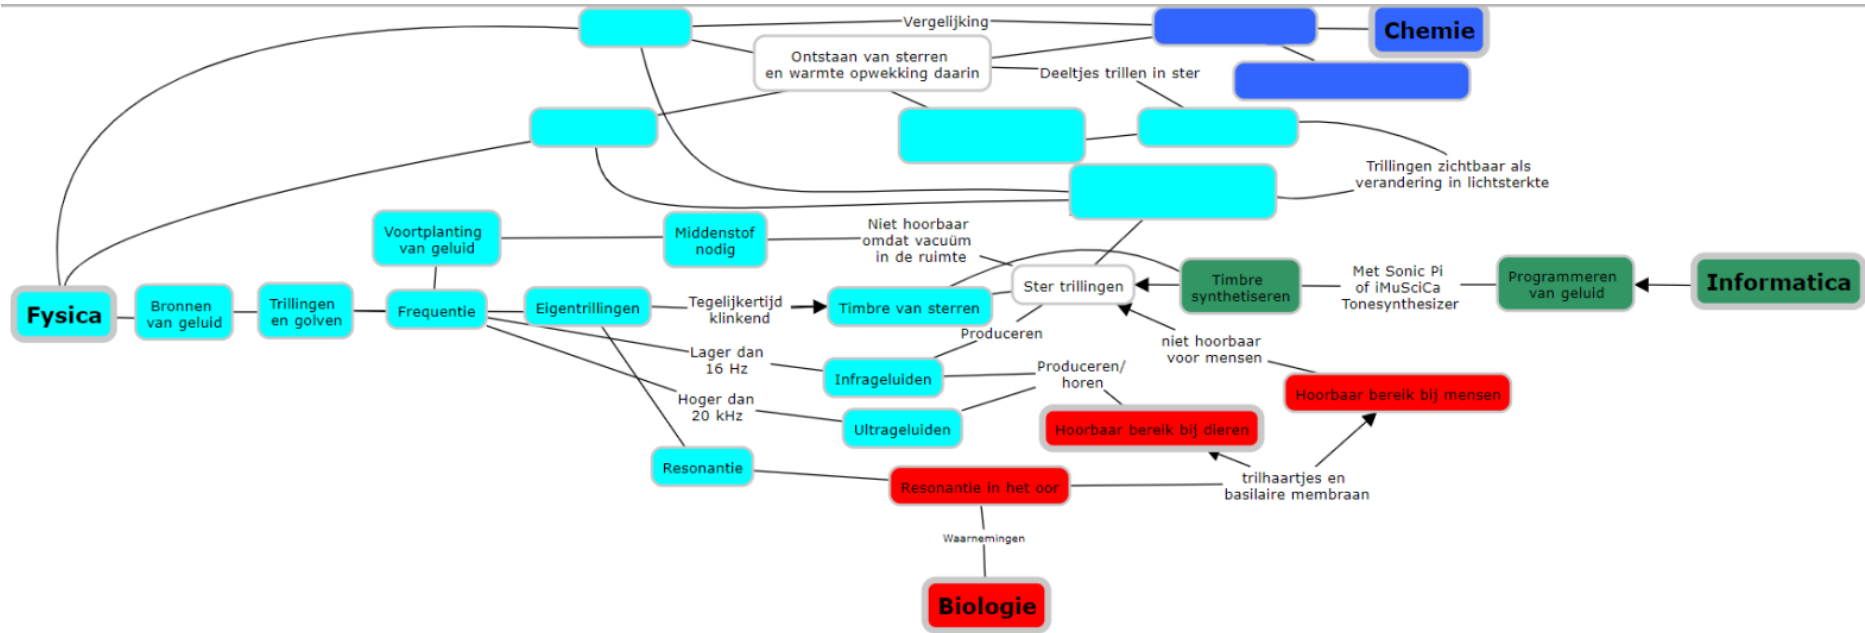 Vergelijking
Chemie
Ontstaan van sterren
en warmte opwekking daarin
Deeltjes trillen in ster
Trillingen zichtbaar als
verandering in lichtsterkte
Voortplanting
van geluid
Middenstof
nodig
Niet hoorbaar
omdat vacuüm
in de ruimte
Fysica
Bronnen
van geluid
Trillingen
en golven
Frequentie
Eigentrillingen
Tegelijkertijd
klinkend
Timbre van sterren
Ster trillingen
Timbre
synthetiseren
Met Sonic Pi
of iMuSciCa
Tonesynthesizer
Programmeren
van geluid
Informatica
Produceren
niet hoorbaar
voor mensen
Lager dan
16 Hz
Infrageluiden
Produceren/
horen
Hoorbaar bereik bij mensen
Hoger dan
20 kHz
Ultrageluiden
Hoorbaar bereik bij dieren
Resonantie
Resonantie in het oor
trilhaartjes en
basilaire membraan
Waarnemingen
Biologie